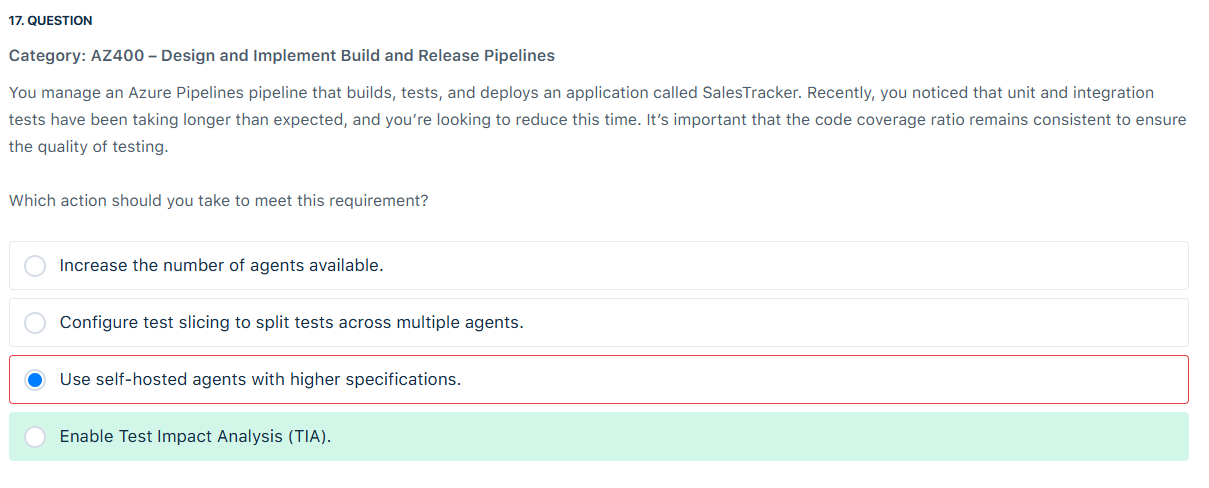 17. QUESTION
Category: AZ400 – Design and Implement Build and Release Pipelines
You manage an Azure Pipelines pipeline that builds, tests, and deploys an application called SalesTracker. Recently, you noticed that unit and integration
tests have been taking longer than expected, and you’re looking to reduce this time. It’s important that the code coverage ratio remains consistent to ensure
the quality of testing.
Which action should you take to meet this requirement?
Increase the number of agents available.
Configure test slicing to split tests across multiple agents.
Use self-hosted agents with higher specifications.
Enable Test Impact Analysis (TIA).